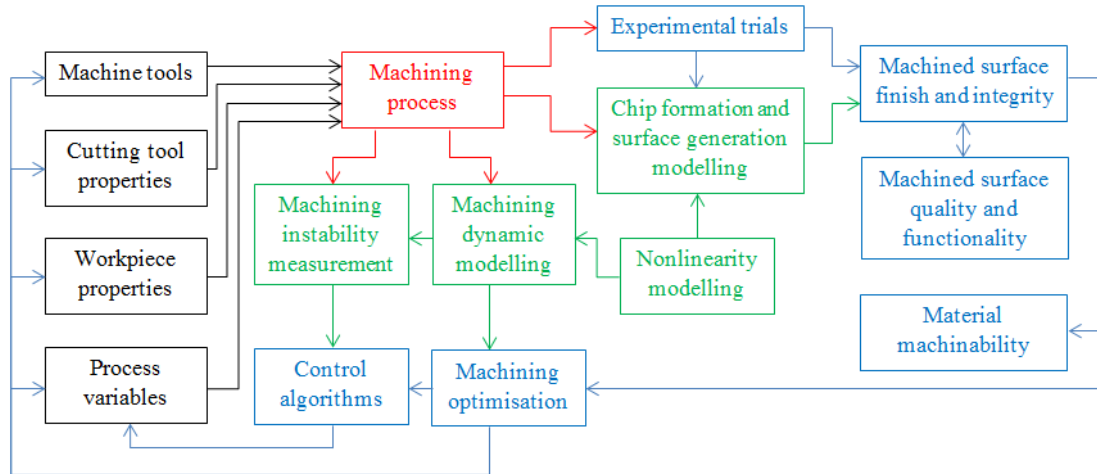 Machine tools
Cutting tool
properties
Workpiece
properties
Process
variables
Machining
process
Machining
instability
measurement
Machining
dynamic
modelling
Control
algorithms
Machining
optimisation
Experimental trials
Chip formation and
surface generation
modelling
Nonlinearity
modelling
Machined surface
finish and integrity
Machined surface
quality and
functionality
Material
machinability